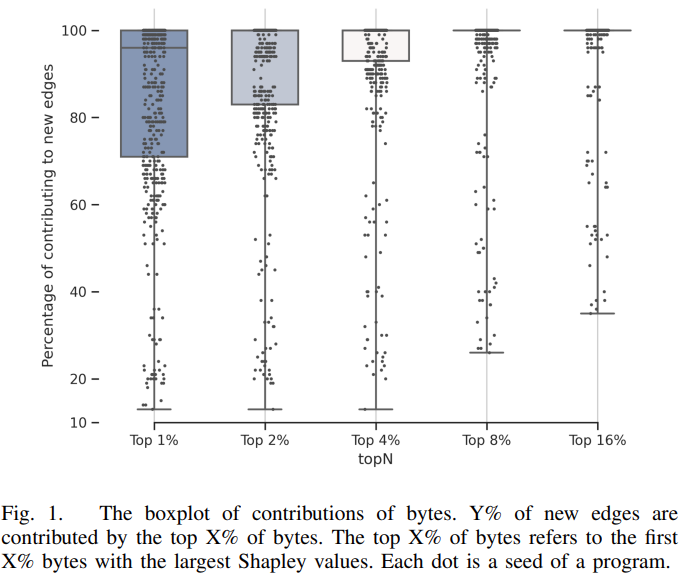 100
80
60
40
20
10
Percentage of contributing to new edges
Top 1% Top 2% Top 4% Top 8% Top 16%
topN
Fig. 1. The boxplot of contributions of bytes. Y% of new edges are
contributed by the top X% of bytes. The top X% of bytes refers to the first
X% bytes with the largest Shapley values. Each dot is a seed of a program.